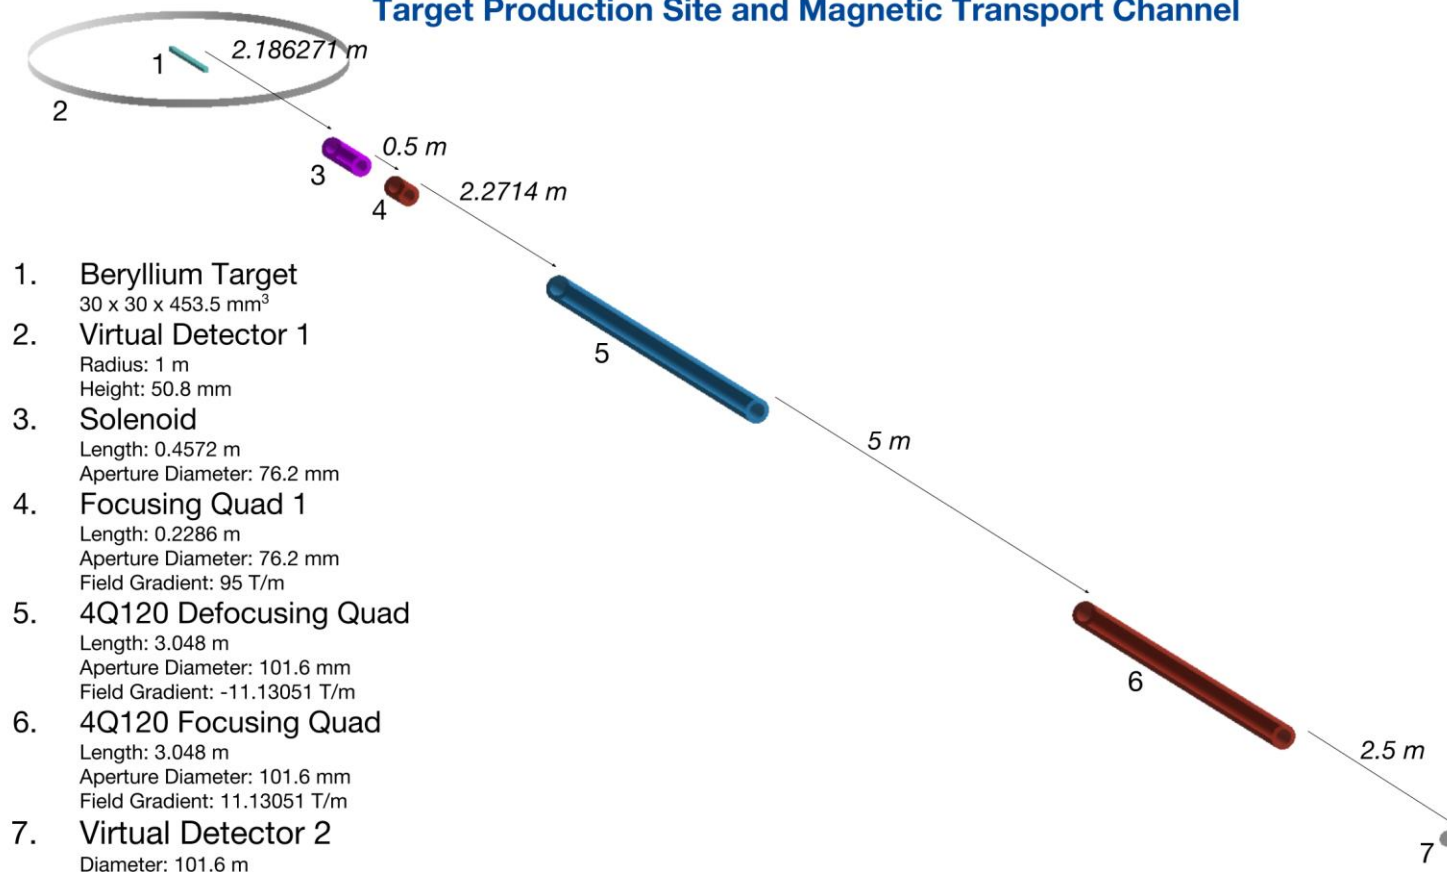 Target Production Site and Magnetic Transport Channel
1
2.186271 m
2
3
0.5 m
4
2.2714 m
5
5 m
6
2.5 m
7
1. Beryllium Target
30 x 30 x 453.5 mm³
2. Virtual Detector 1
Radius: 1 m
Height: 50.8 mm
3. Solenoid
Length: 0.4572 m
Aperture Diameter: 76.2 mm
4. Focusing Quad 1
Length: 0.2286 m
Aperture Diameter: 76.2 mm
Field Gradient: 95 T/m
5. 4Q120 Defocusing Quad
Length: 3.048 m
Aperture Diameter: 101.6 mm
Field Gradient: -11.13051 T/m
6. 4Q120 Focusing Quad
Length: 3.048 m
Aperture Diameter: 101.6 mm
Field Gradient: 11.13051 T/m
7. Virtual Detector 2
Diameter: 101.6 m